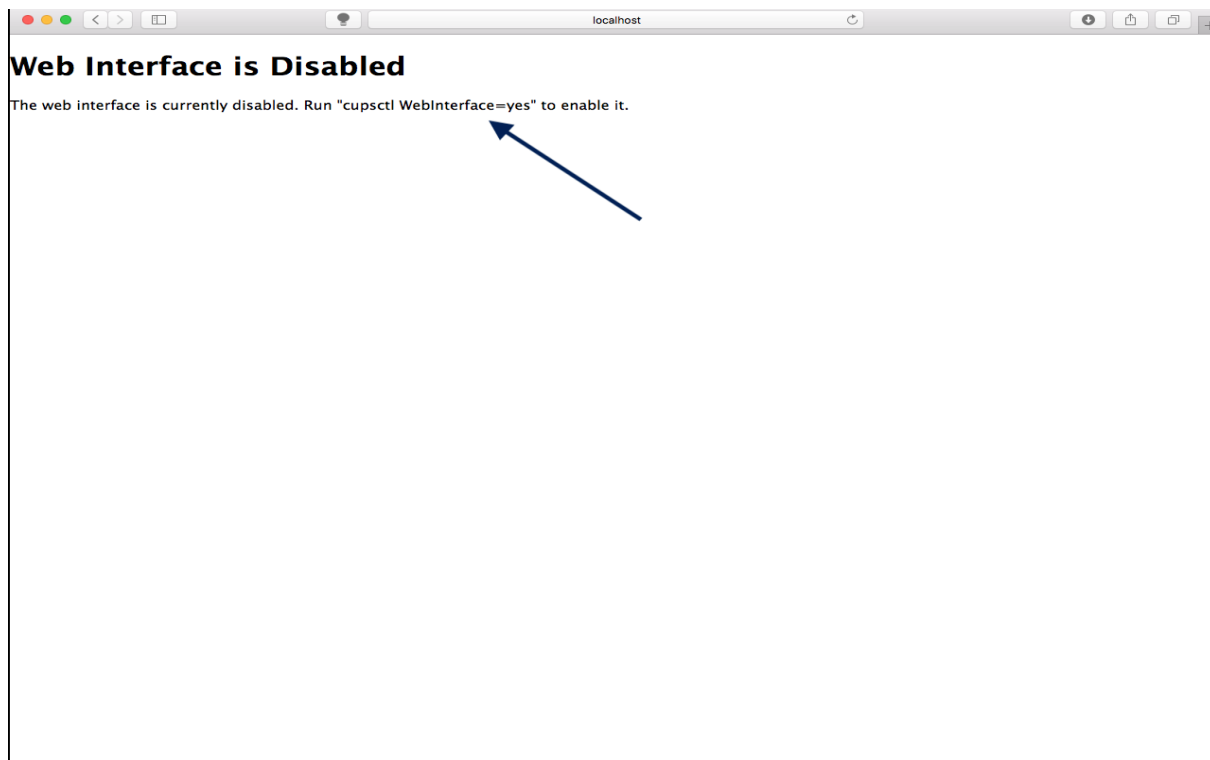 localhost
Web Interface is Disabled
The web interface is currently disabled. Run "cupsctl WebInterface=yes" to enable it.